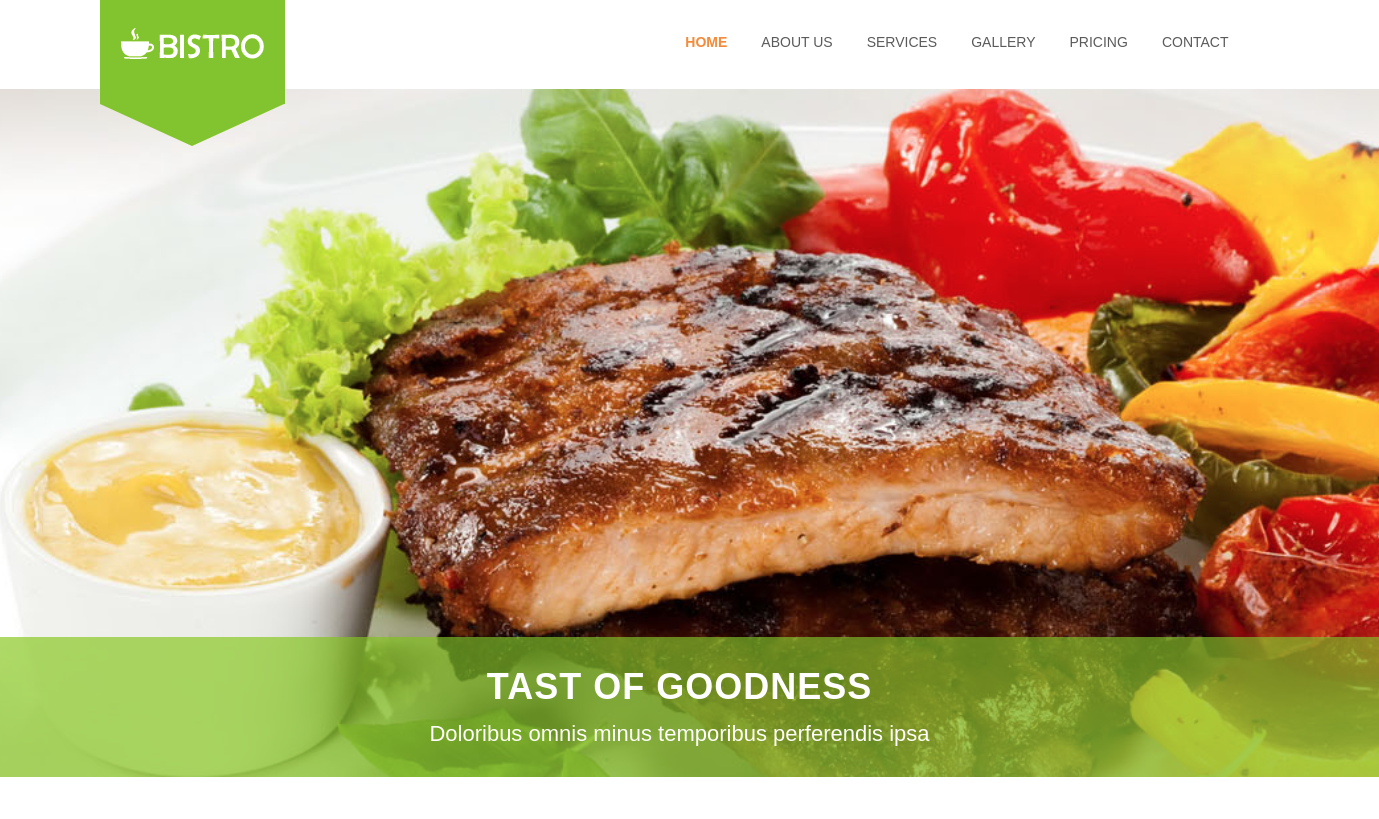 BISTRO
HOME ABOUT US SERVICES GALLERY PRICING CONTACT
TAST OF GOODNESS
Doloribus omnis minus temporibus perferendis ipsa